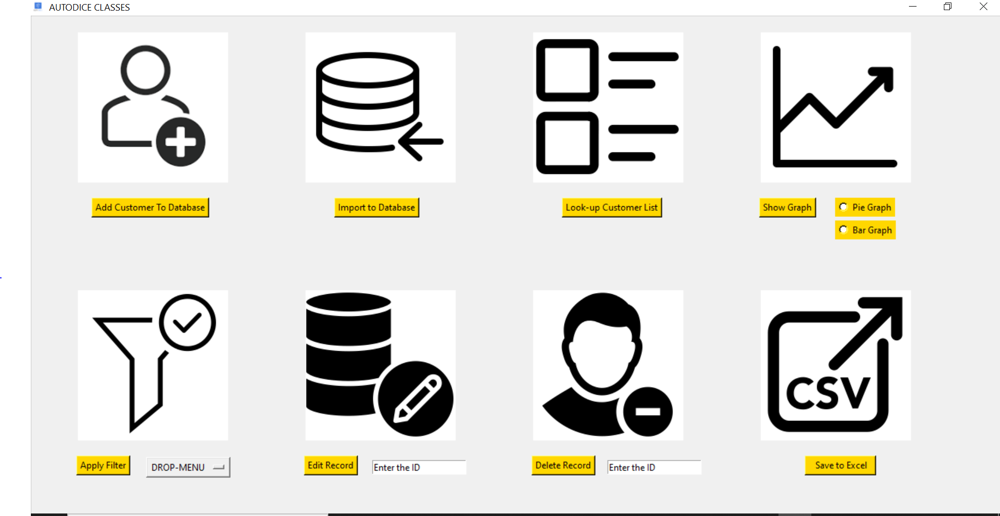 AUTODICE CLASSES
Add Customer To Database
Import to Database
Look-up Customer List
Show Graph
Pie Graph
Bar Graph
CSV
Apply Filter
DROP-MENU
Edit Record
Enter the ID
Delete Record
Enter the ID
Save to Excel